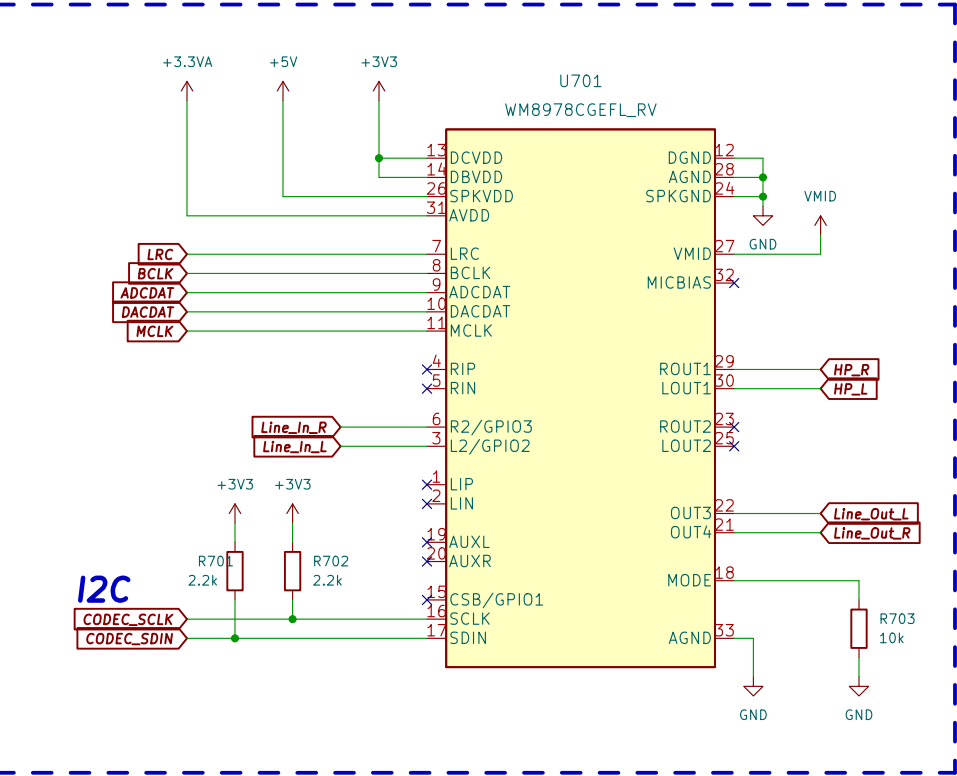 +3.3VA +5V +3V3
U701
WM8978CGEFL_RV
13 DCVDD DGND 12
14 DBVDD AGND 28
26 SPKVDD SPKGND 24
31 AVDD
VMID
GND
LRC 7 LRC VMID 27
BCLK 8 BCLK
MICBIAS 32
ADCDAT 9 ADCDAT
DACDAT 10 DACDAT
MCLK 11 MCLK
4 RIP ROUT1 29 HP_R
5 RIN LOUT1 30 HP_L
Line_In_R 6 R2/GPIO3 ROUT2 23
Line_In_L 3 L2/GPIO2 LOUT2 25
+3V3 +3V3
1 LIP
2 LIN
OUT3 22 Line_Out_L
OUT4 21 Line_Out_R
19 AUXL
20 AUXR
R701 R702
2.2k 2.2k
MODE 18
I2C
15 CSB/GPIO1
CODEC_SCLK 16 SCLK
R703
CODEC_SDIN 17 SDIN AGND 33
10k
GND GND